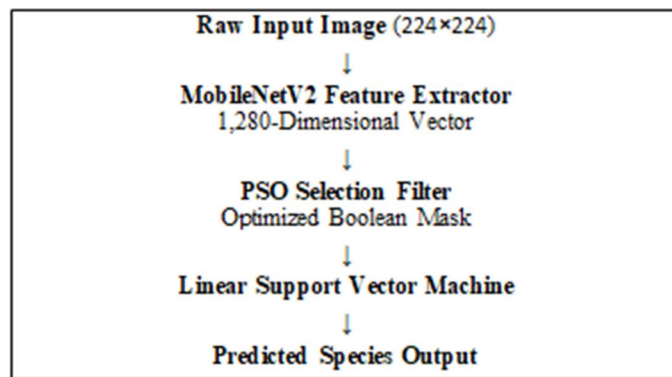 Raw Input Image (224×224)
↓
MobileNetV2 Feature Extractor
1,280-Dimensional Vector
↓
PSO Selection Filter
Optimized Boolean Mask
↓
Linear Support Vector Machine
↓
Predicted Species Output